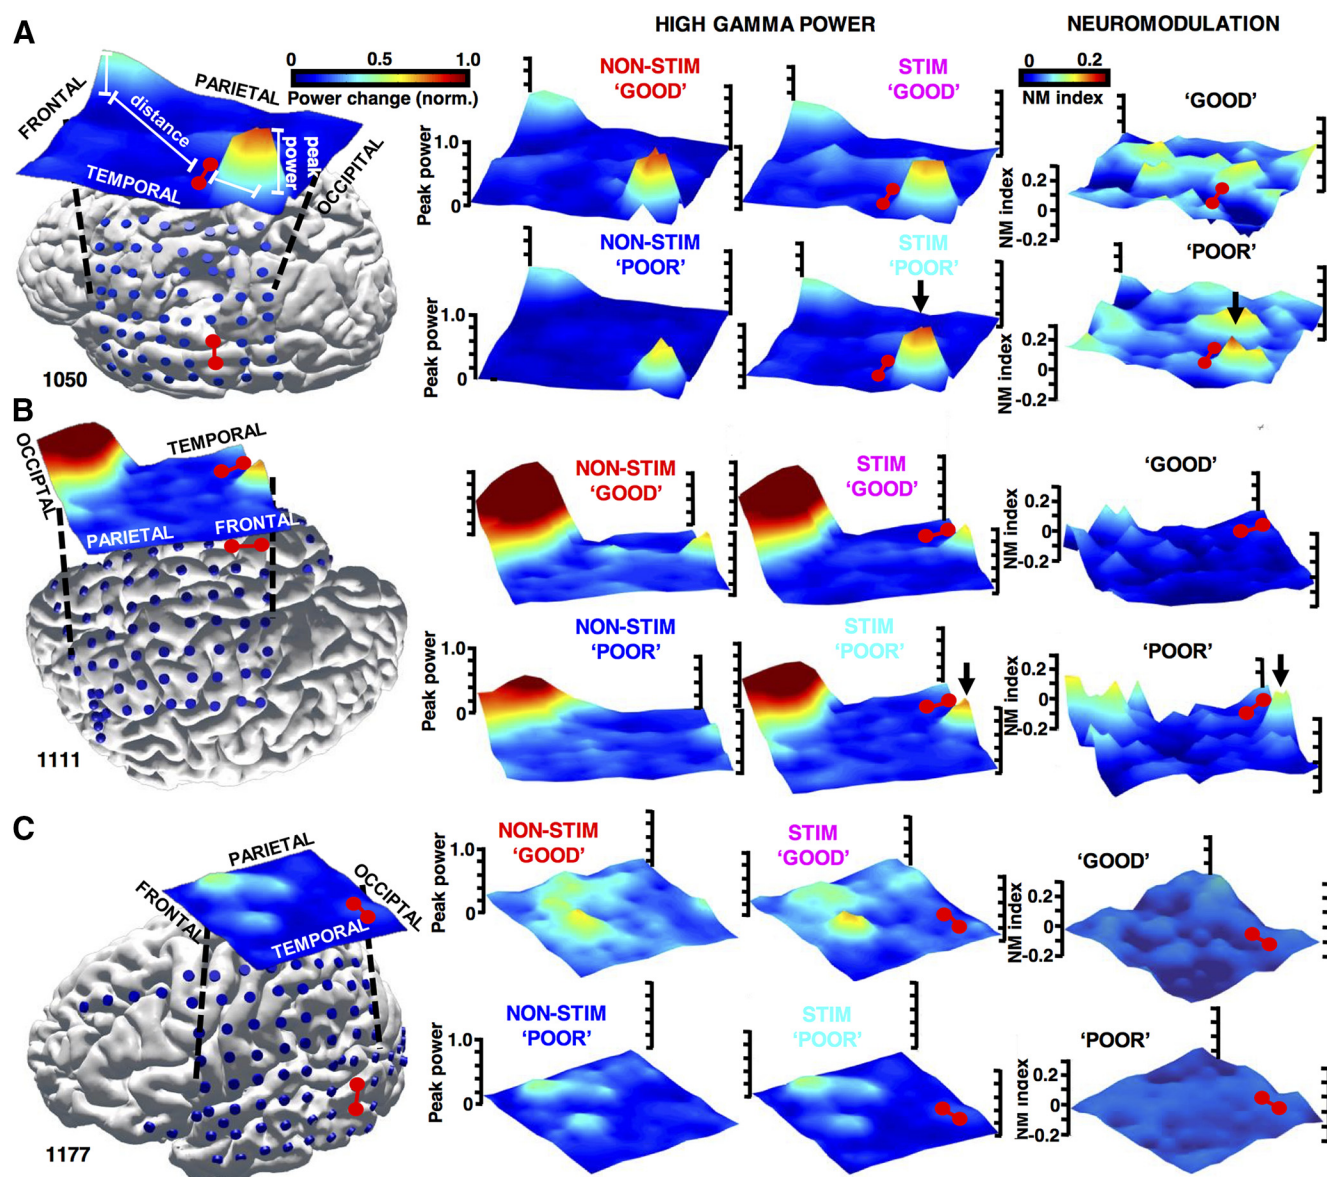 A
HIGH GAMMA POWER
NEUROMODULATION
0 0.5 1.0
Power change (norm.)
FRONTAL
PARIETAL
distance
peak
power
TEMPORAL
OCCIPITAL
1050
NON-STIM
'GOOD'
STIM
'GOOD'
0 0.2
NM index
'GOOD'
Peak power
1.0
0
NM index
0.2
0
-0.2
NON-STIM
'POOR'
STIM
'POOR'
'POOR'
Peak power
1.0
0
NM index
0.2
0
-0.2
B
OCCIPTAL
TEMPORAL
PARIETAL
FRONTAL
1111
NON-STIM
'GOOD'
STIM
'GOOD'
'GOOD'
NM index
0.2
0
-0.2
NON-STIM
'POOR'
STIM
'POOR'
'POOR'
Peak power
1.0
0
NM index
0.2
0
-0.2
C
PARIETAL
FRONTAL
OCCIPTAL
TEMPORAL
1177
NON-STIM
'GOOD'
STIM
'GOOD'
'GOOD'
Peak power
1.0
0
NM index
0.2
0
-0.2
NON-STIM
'POOR'
STIM
'POOR'
'POOR'
Peak power
1.0
0
NM index
0.2
0
-0.2